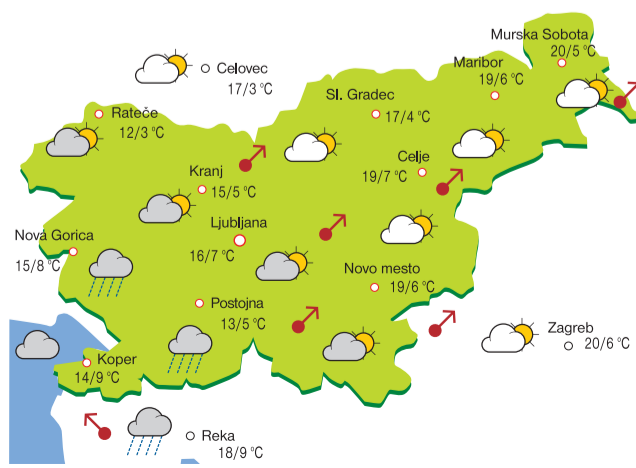 Murska Sobota
20/5 °C
Maribor
19/6 °C
Celovec
17/3 °C
Sl. Gradec
17/4 °C
Rateče
12/3 °C
Celje
19/7 °C
Kranj
15/5 °C
Ljubljana
16/7 °C
Nova Gorica
15/8 °C
Novo mesto
19/6 °C
Postojna
13/5 °C
Zagreb
20/6 °C
Koper
14/9 °C
Reka
18/9 °C